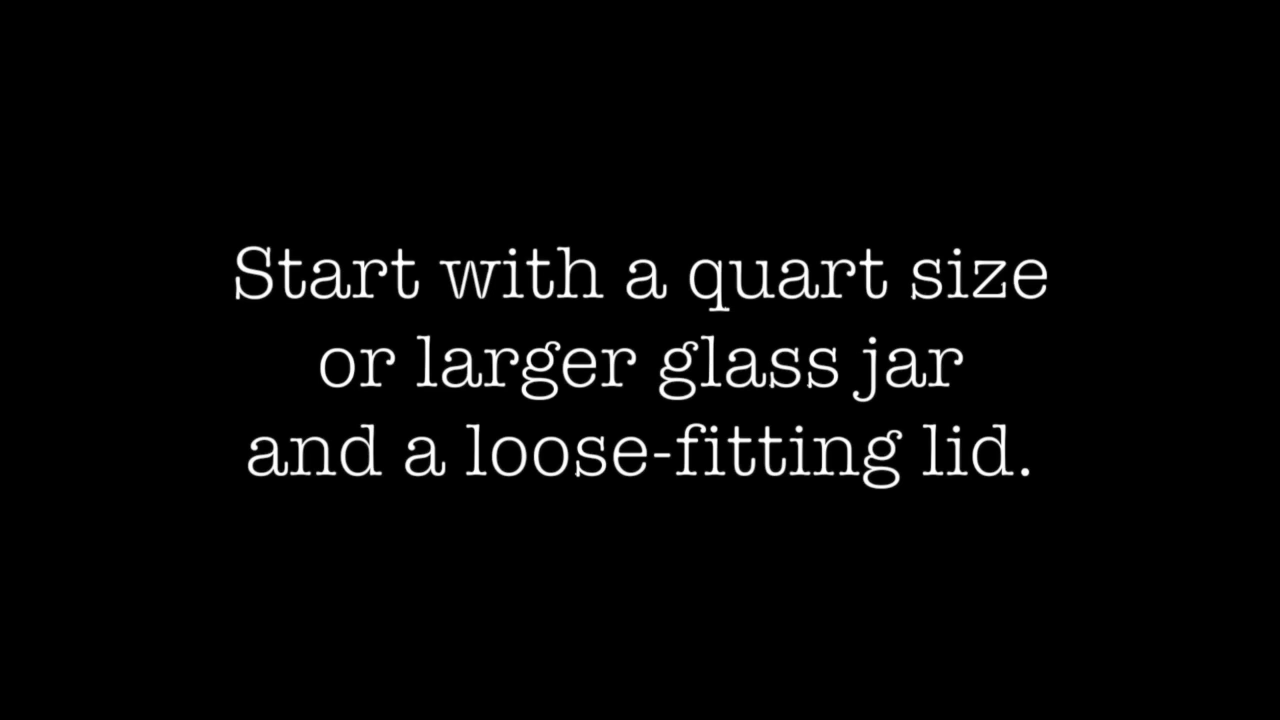 Start with a quart size
or larger glass jar
and a loose-fitting lid.